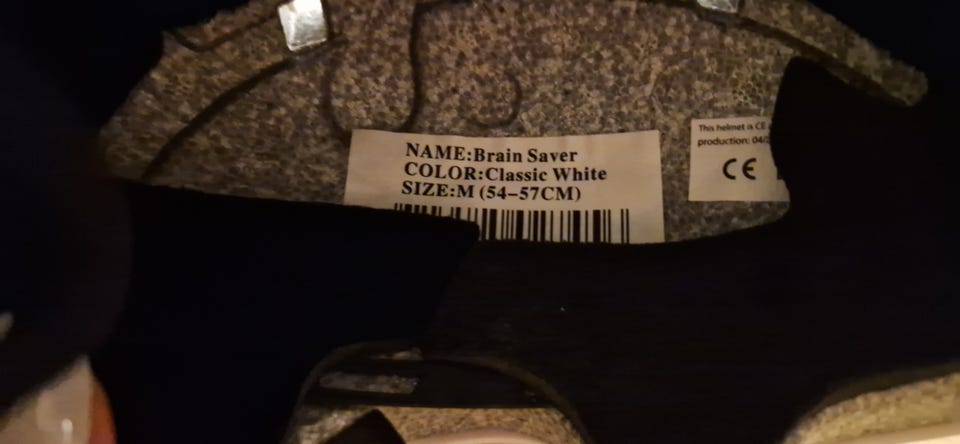 NAME:Brain Saver
COLOR:Classic White
SIZE:M (54–57CM)
This helmet is CE
production: 04/
CE